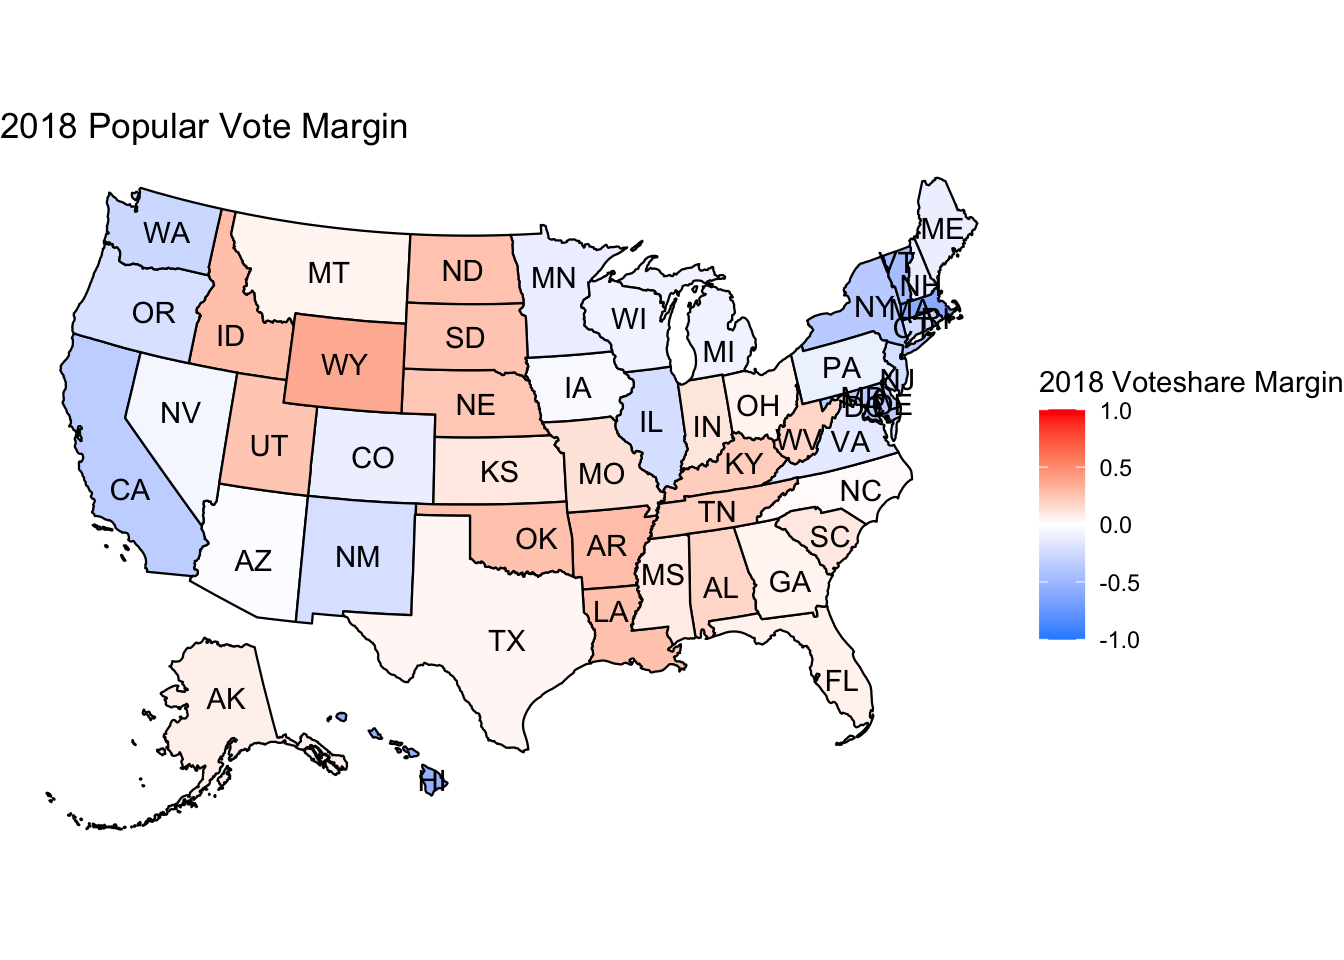 2018 Popular Vote Margin
ME
WA
VT
MT
ND
MN
NH
OR
NY
MA
RI
WI
CT
ID
SD
MI
WY
PA
NJ
IA
NE
OH
MD
DE
DC
NV
IL
IN
UT
CO
WV
VA
KY
KS
MO
CA
NC
TN
SC
OK
AR
AZ
NM
MS
AL
GA
LA
TX
FL
AK
HI
2018 Voteshare Margin
1.0
0.5
0.0
-0.5
-1.0